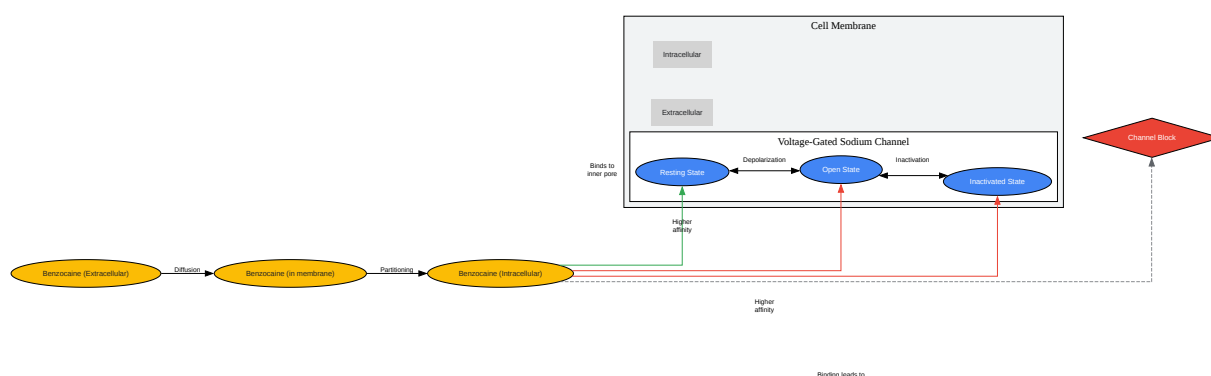 Cell Membrane
Intracellular
Extracellular
Voltage-Gated Sodium Channel
Channel Block
Binds to
inner pore
Resting State
Depolarization
Open State
Inactivation
Inactivated State
Higher
affinity
Benzocaine (Extracellular)
Diffusion
Benzocaine (in membrane)
Partitioning
Benzocaine (Intracellular)
Higher
affinity
Binding leads to